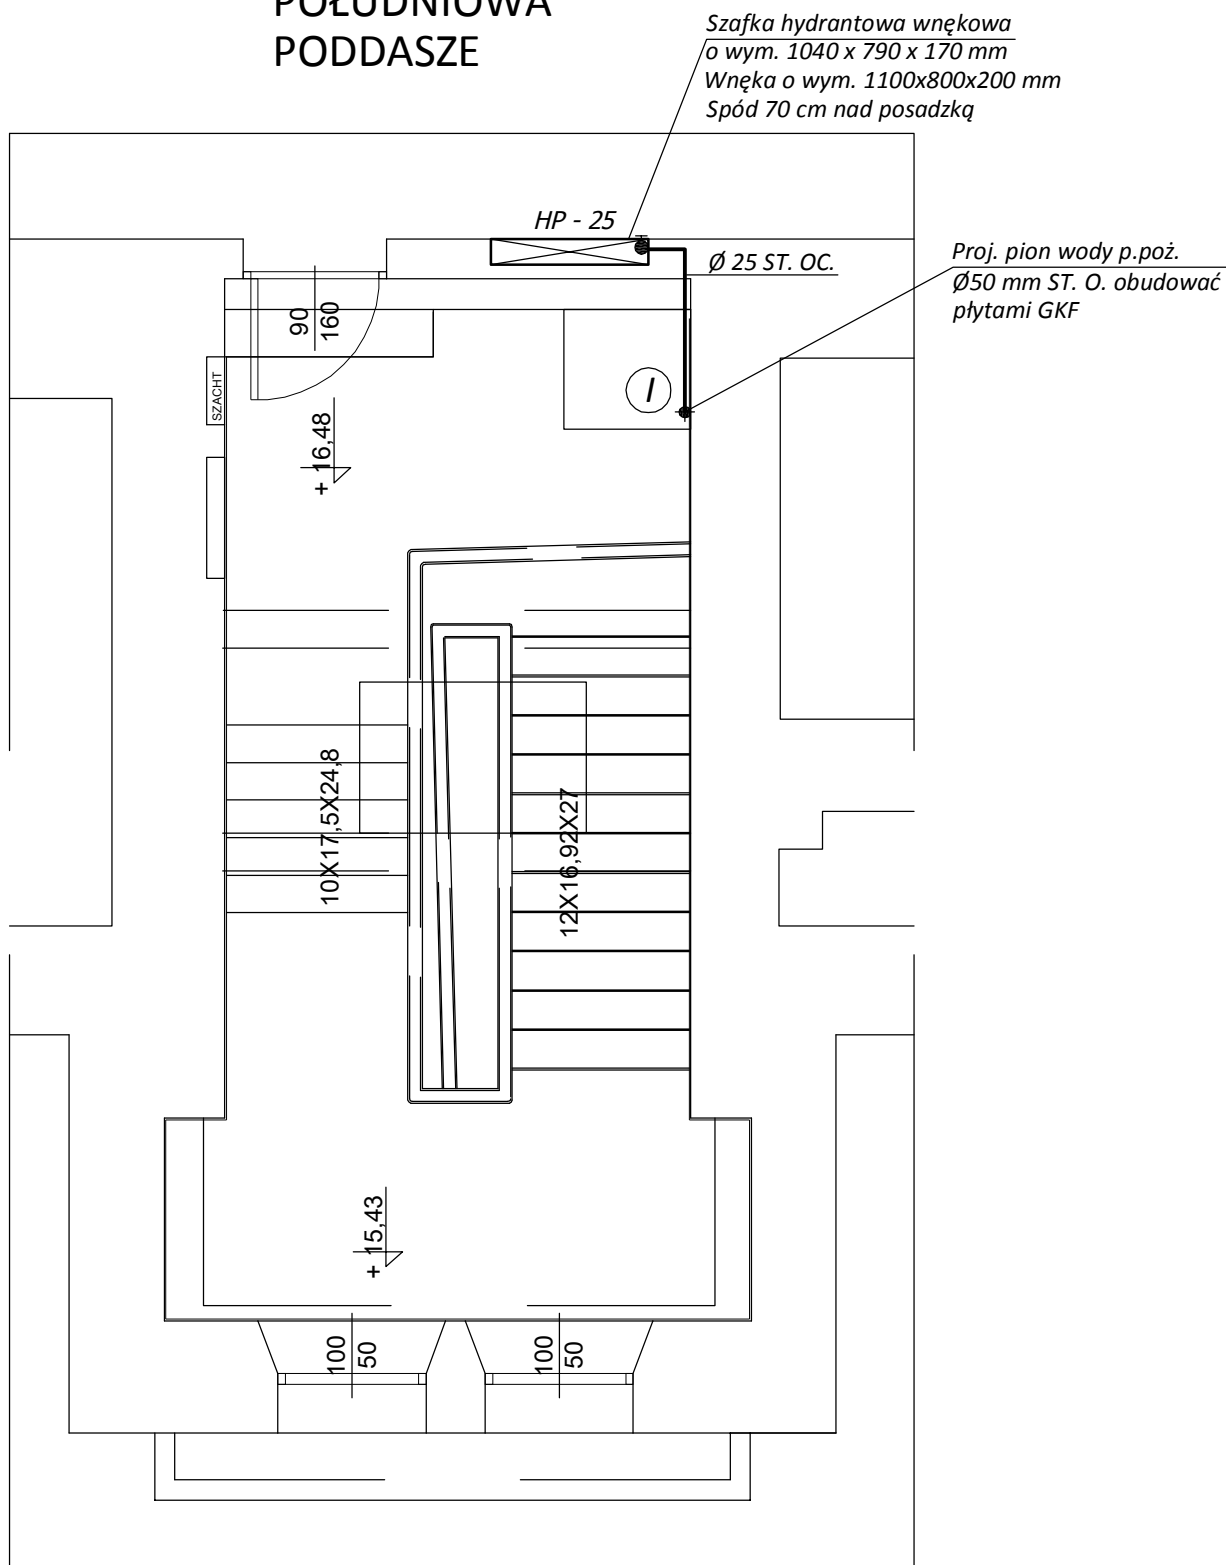 POŁUDNIOWA
PODDASZE
Szafka hydrantowa wnękowa
o wym. 1040 x 790 x 170 mm
Wnęka o wym. 1100x800x200 mm
Spód 70 cm nad posadzką
HP - 25
Ø 25 ST. OC.
Proj. pion wody p.poż.
Ø50 mm ST. O. obudować
płytami GKF
90
160
SZACHT
I
+ 16,48
10X17,5X24,8
12X16,92X27
+ 15,43
100
50
100
50